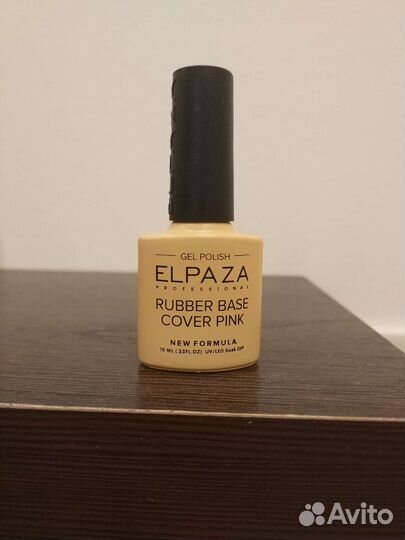 GEL POLISH
ELPAZA
PROFESSIONAL
RUBBER BASE
COVER PINK
NEW FORMULA
10 ML (.33FL.OZ) UV/LED Soak OFF
Avito